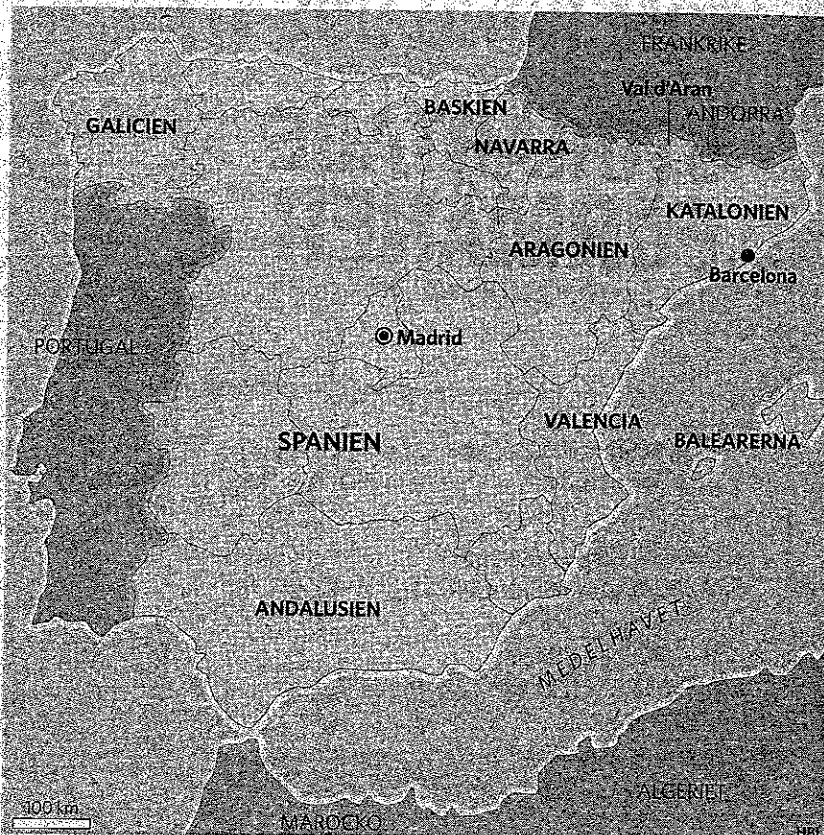 FRANKRIKE
Val d'Aran
ANDORRA
BASKIEN
GALICIEN
NAVARRA
KATALONIEN
ARAGONIEN
Barcelona
Madrid
PORTUGAL
VALENCIA
SPANIEN
BALEARERNA
ANDALUSIEN
MEDELHAVET
ALGERIET
100 km
MAROCKO
HBL